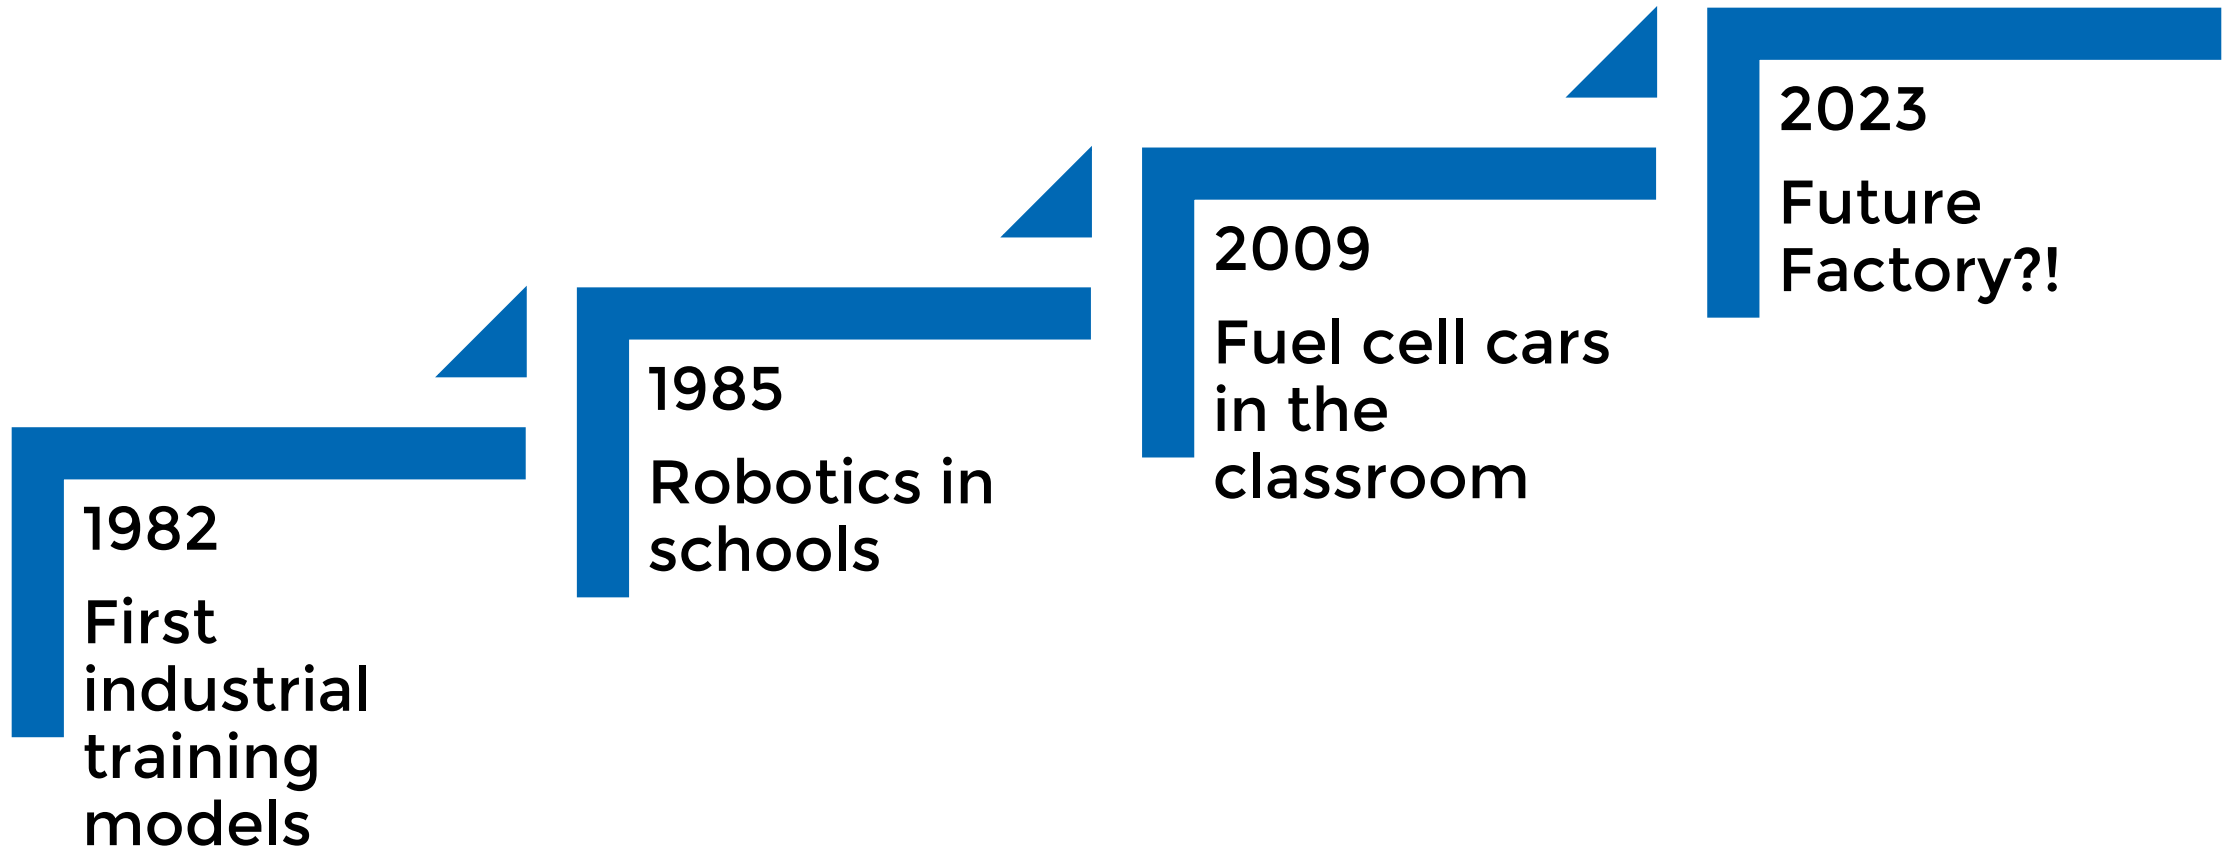 1982
First
industrial
training
models
1985
Robotics in
schools
2009
Fuel cell cars
in the
classroom
2023
Future
Factory?!